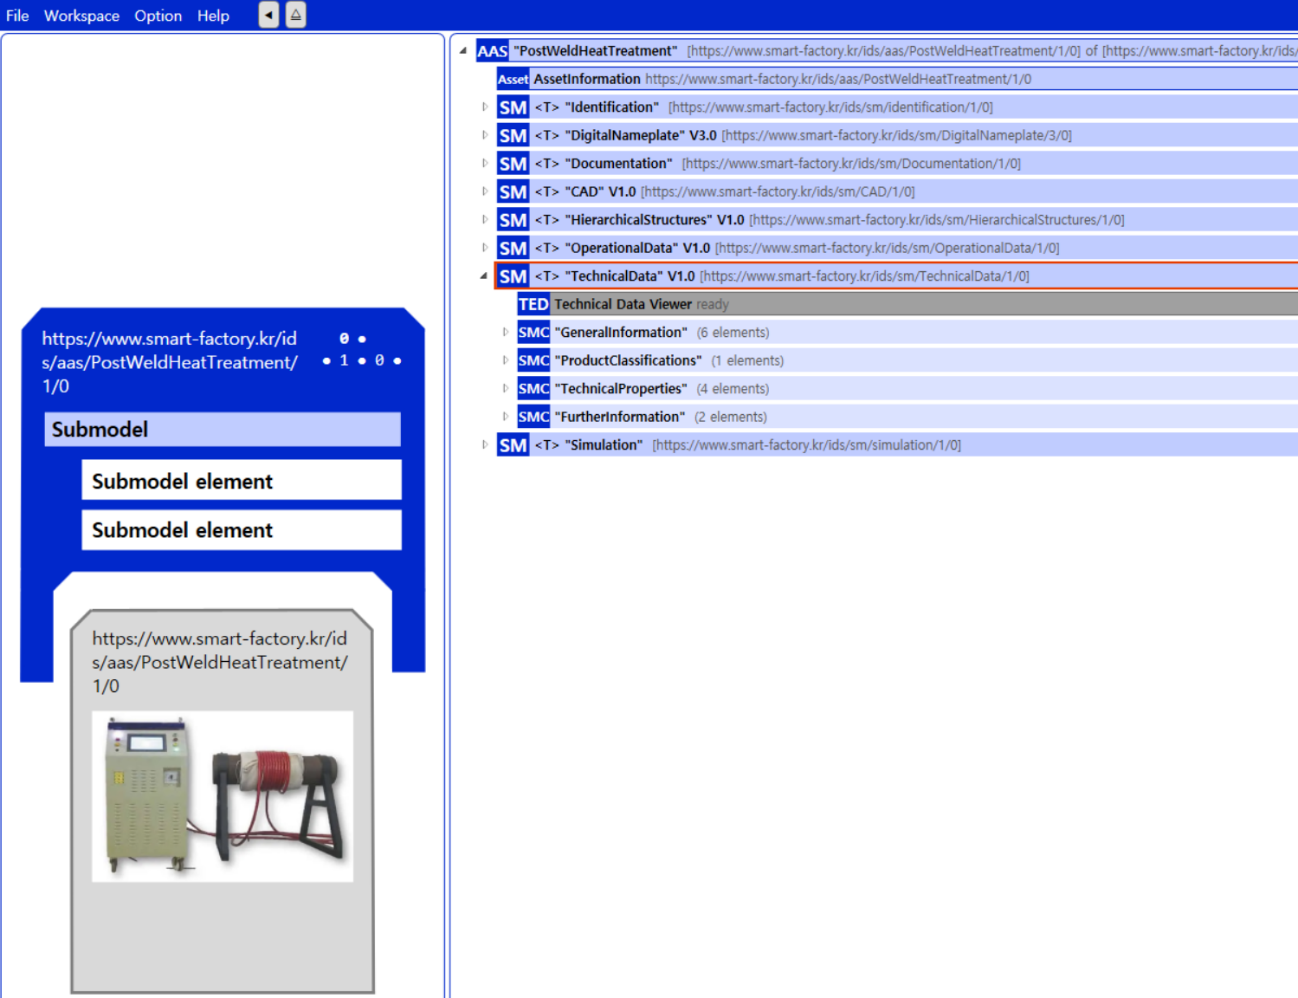 File Workspace Option Help
https://www.smart-factory.kr/id
s/aas/PostWeldHeatTreatment/
1/0
0
1 0
Submodel
Submodel element
Submodel element
https://www.smart-factory.kr/id
s/aas/PostWeldHeatTreatment/
1/0
AAS "PostWeldHeatTreatment" [https://www.smart-factory.kr/ids/aas/PostWeldHeatTreatment/1/0] of [https://www.smart-factory.kr/ids/
Asset AssetInformation https://www.smart-factory.kr/ids/aas/PostWeldHeatTreatment/1/0
SM <T> "Identification" [https://www.smart-factory.kr/ids/sm/identification/1/0]
SM <T> "DigitalNameplate" V3.0 [https://www.smart-factory.kr/ids/sm/DigitalNameplate/3/0]
SM <T> "Documentation" [https://www.smart-factory.kr/ids/sm/Documentation/1/0]
SM <T> "CAD" V1.0 [https://www.smart-factory.kr/ids/sm/CAD/1/0]
SM <T> "HierarchicalStructures" V1.0 [https://www.smart-factory.kr/ids/sm/HierarchicalStructures/1/0]
SM <T> "OperationalData" V1.0 [https://www.smart-factory.kr/ids/sm/OperationalData/1/0]
SM <T> "TechnicalData" V1.0 [https://www.smart-factory.kr/ids/sm/TechnicalData/1/0]
TED Technical Data Viewer ready
SMC "GeneralInformation" (6 elements)
SMC "ProductClassifications" (1 elements)
SMC "TechnicalProperties" (4 elements)
SMC "FurtherInformation" (2 elements)
SM <T> "Simulation" [https://www.smart-factory.kr/ids/sm/simulation/1/0]